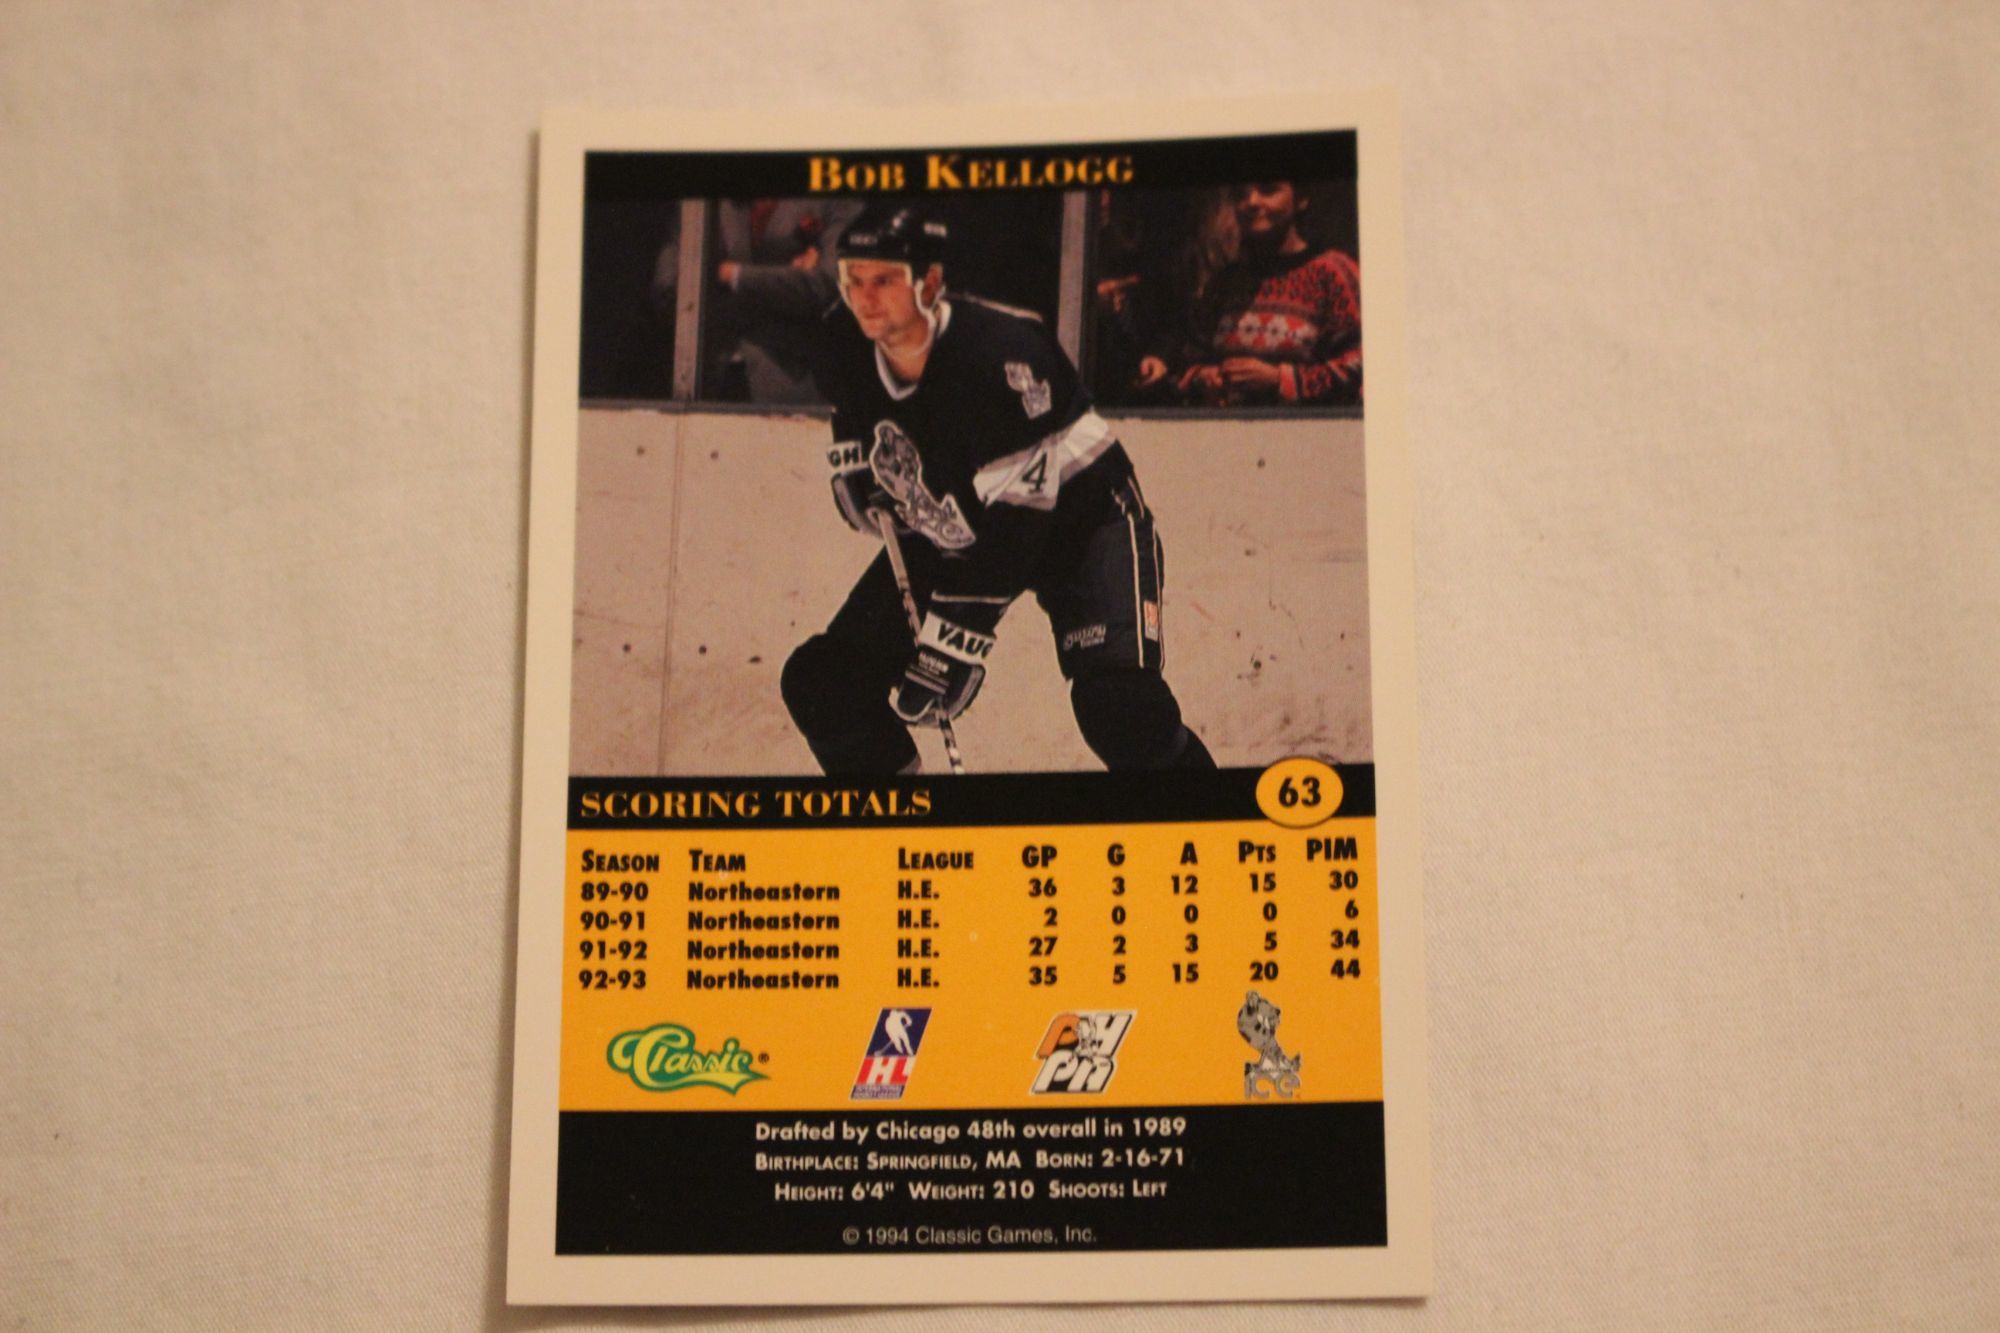 BOB KELLOGG
GH
4
VAUG
63
SCORING TOTALS
SEASON TEAM LEAGUE GP G A PTS PIM
89-90 Northeastern H.E. 36 3 12 15 30
90-91 Northeastern H.E. 2 0 0 0 6
91-92 Northeastern H.E. 27 2 3 5 34
92-93 Northeastern H.E. 35 5 15 20 44
Classic®
HL
ICE
Drafted by Chicago 48th overall in 1989
BIRTHPLACE: SPRINGFIELD, MA BORN: 2-16-71
HEIGHT: 6'4" WEIGHT: 210 SHOOTS: LEFT
© 1994 Classic Games, Inc.